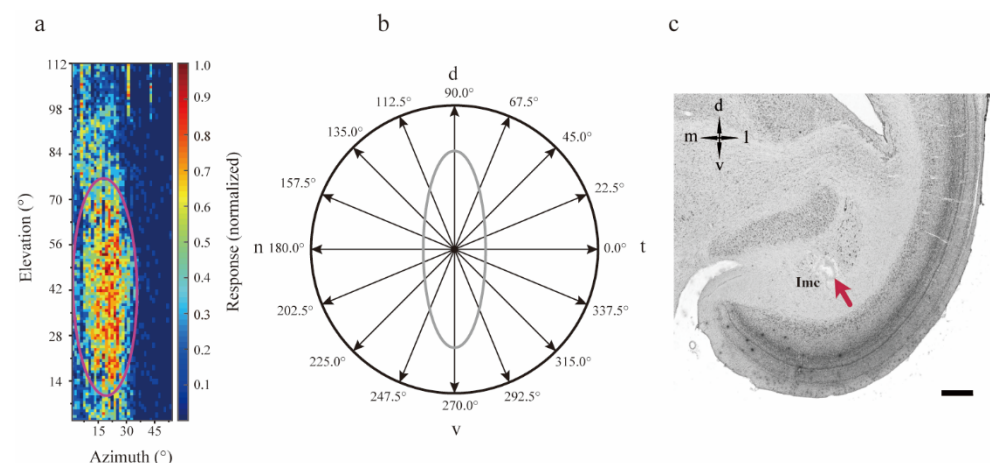 a
b
c
112
98
84
70
56
42
28
14
Elevation (°)
15 30 45
Azimuth (°)
1.0
0.9
0.8
0.7
0.6
0.5
0.4
0.3
0.2
0.1
Response (normalized)
d
90.0°
112.5° 67.5°
135.0° 45.0°
157.5° 22.5°
n 180.0° 0.0° t
202.5° 337.5°
225.0° 315.0°
247.5° 292.5°
270.0°
v
d
m l
v
Imc